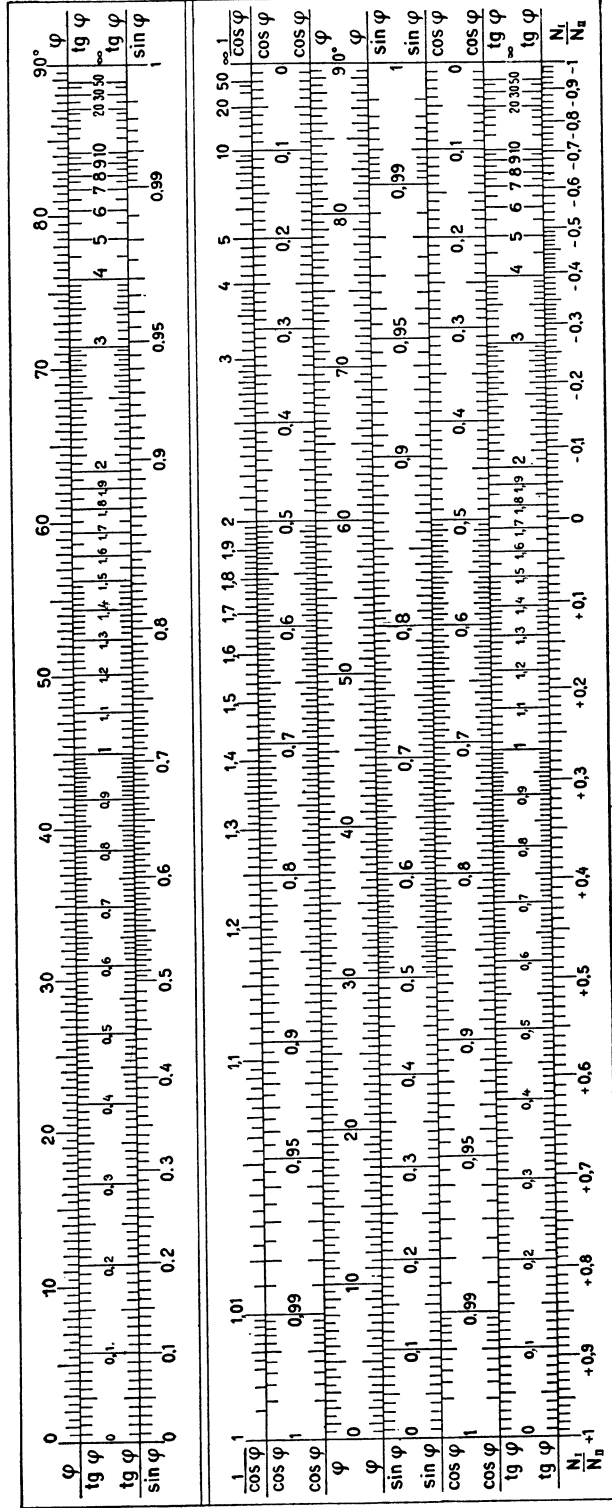 φ 0 10 20 30 40 50 60 70 80 90° φ
tg φ tg φ
0 0,1 0,2 0,3 0,4 0,5 0,6 0,7 0,8 0,9 1 1,1 1,2 1,3 1,4 1,5 1,6 1,7 1,8 1,9 2 3 4 5 6 7 8 9 10 20 30 50 ∞
tg φ tg φ
sin φ 0 0,1 0,2 0,3 0,4 0,5 0,6 0,7 0,8 0,9 0,95 0,99 1 sin φ
1/cos φ 1 1,01 1,1 1,2 1,3 1,4 1,5 1,6 1,7 1,8 1,9 2 3 4 5 10 20 50 ∞ 1/cos φ
cos φ cos φ
1 0,99 0,95 0,9 0,8 0,7 0,6 0,5 0,4 0,3 0,2 0,1 0
φ φ
0 10 20 30 40 50 60 70 80 90°
φ φ
sin φ sin φ
0 0,1 0,2 0,3 0,4 0,5 0,6 0,7 0,8 0,9 0,95 0,99 1
sin φ sin φ
cos φ cos φ
1 0,99 0,95 0,9 0,8 0,7 0,6 0,5 0,4 0,3 0,2 0,1 0
cos φ cos φ
tg φ tg φ
0 0,1 0,2 0,3 0,4 0,5 0,6 0,7 0,8 0,9 1 1,1 1,2 1,3 1,4 1,5 1,6 1,7 1,8 1,9 2 3 4 5 6 7 8 9 10 20 30 50 ∞
tg φ tg φ
N_I/N_II +1 +0,9 +0,8 +0,7 +0,6 +0,5 +0,4 +0,3 +0,2 +0,1 0 -0,1 -0,2 -0,3 -0,4 -0,5 -0,6 -0,7 -0,8 -0,9 -1 N_I/N_II